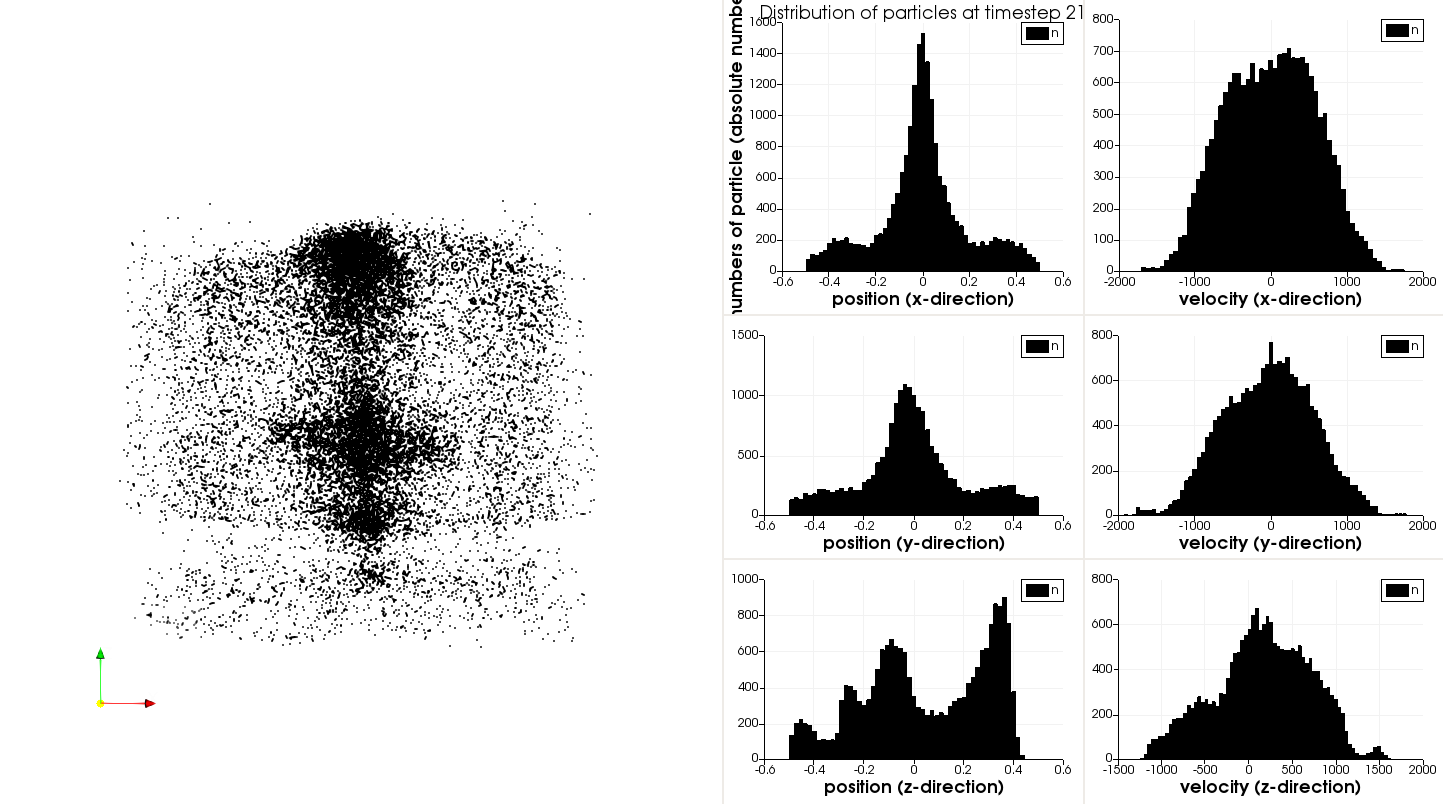 Distribution of particles at timestep 21
numbers of particle (absolute numbe
1600
1400
1200
1000
800
600
400
200
0
-0.6 -0.4 -0.2 0 0.2 0.4 0.6
position (x-direction)
n
800
700
600
500
400
300
200
100
0
-2000 -1000 0 1000 2000
velocity (x-direction)
n
1500
1000
500
0
-0.6 -0.4 -0.2 0 0.2 0.4 0.6
position (y-direction)
n
800
600
400
200
0
-2000 -1000 0 1000 2000
velocity (y-direction)
n
1000
800
600
400
200
0
-0.6 -0.4 -0.2 0 0.2 0.4 0.6
position (z-direction)
n
800
600
400
200
0
-1500 -1000 -500 0 500 1000 1500 2000
velocity (z-direction)
n